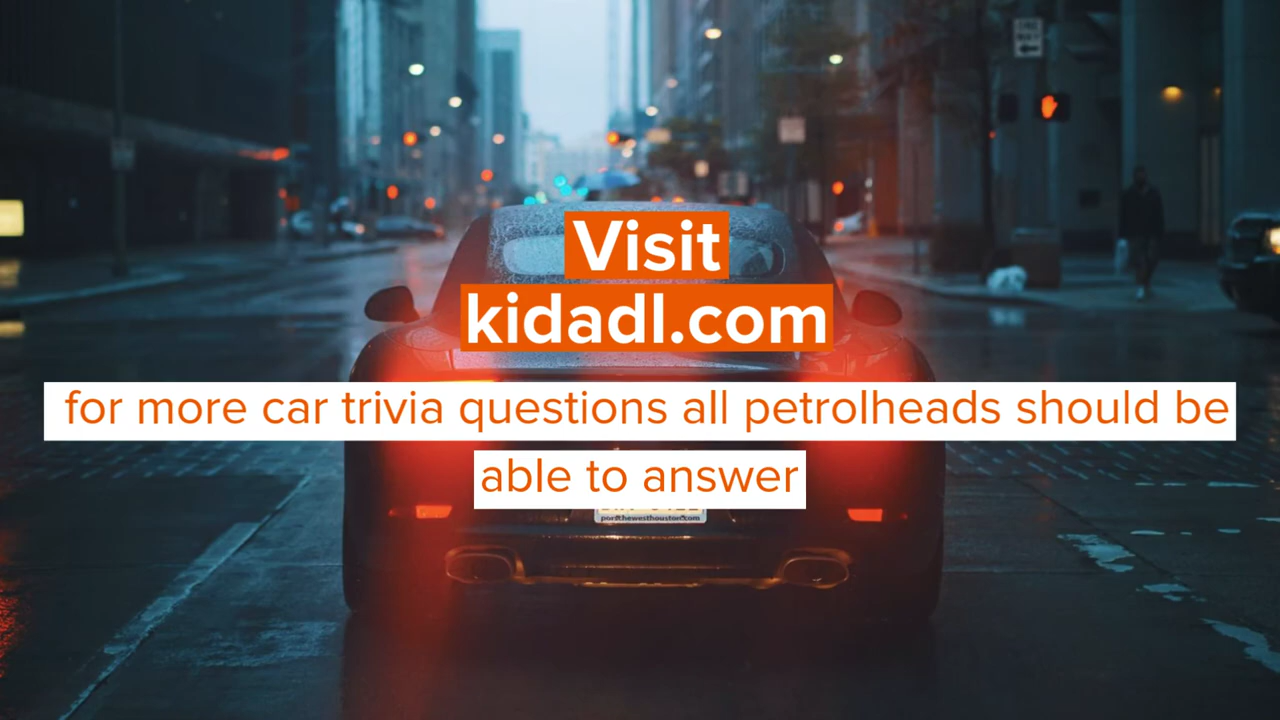 Visit
kidadl.com
for more car trivia questions all petrolheads should be
able to answer